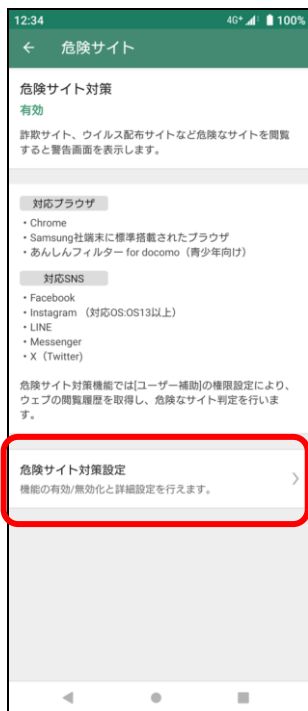 12:34 4G+ 100%
危険サイト
危険サイト対策
有効
詐欺サイト、ウイルス配布サイトなど危険なサイトを閲覧
すると警告画面を表示します。
対応ブラウザ
・Chrome
・Samsung社端末に標準搭載されたブラウザ
・あんしんフィルター for docomo（青少年向け）
対応SNS
・Facebook
・Instagram （対応OS:OS13以上）
・LINE
・Messenger
・X（Twitter）
危険サイト対策機能では[ユーザー補助]の権限設定により、
ウェブの閲覧履歴を取得し、危険なサイト判定を行いま
す。
危険サイト対策設定
機能の有効/無効化と詳細設定を行えます。